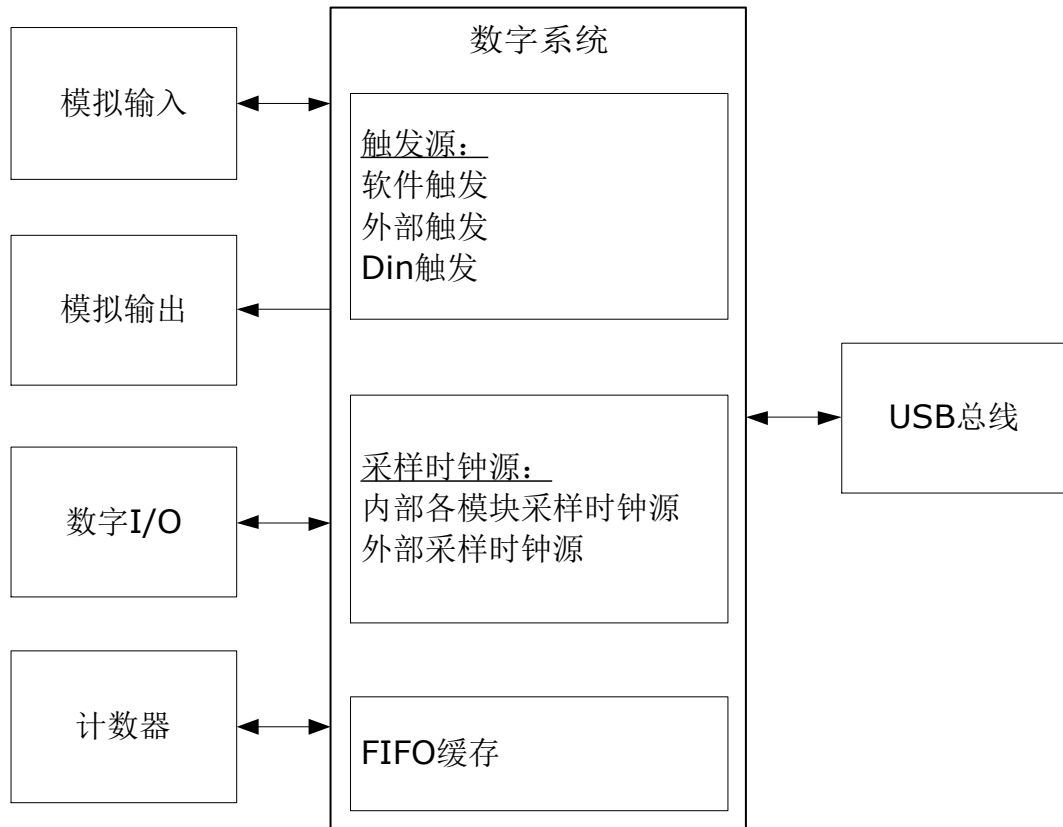 模拟输入
模拟输出
数字I/O
计数器
数字系统
触发源：
软件触发
外部触发
Din触发
采样时钟源：
内部各模块采样时钟源
外部采样时钟源
FIFO缓存
USB总线